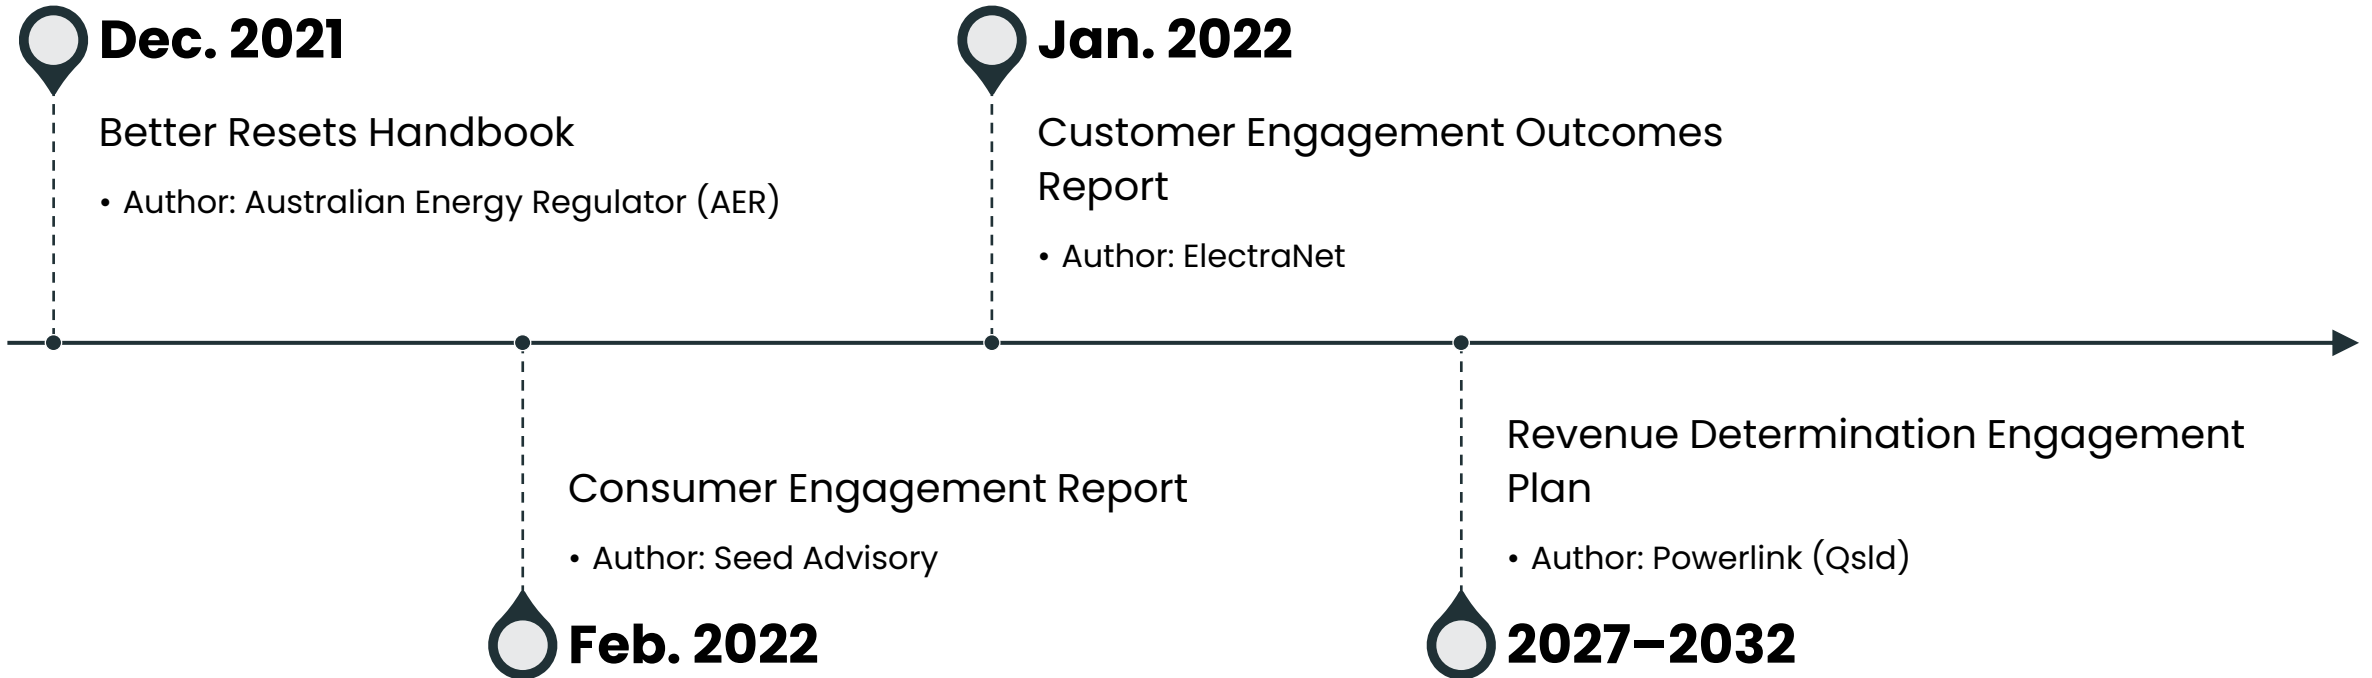 Dec. 2021
Better Resets Handbook
• Author: Australian Energy Regulator (AER)
Jan. 2022
Customer Engagement Outcomes
Report
• Author: ElectraNet
Consumer Engagement Report
• Author: Seed Advisory
Feb. 2022
Revenue Determination Engagement
Plan
• Author: Powerlink (Qsld)
2027–2032